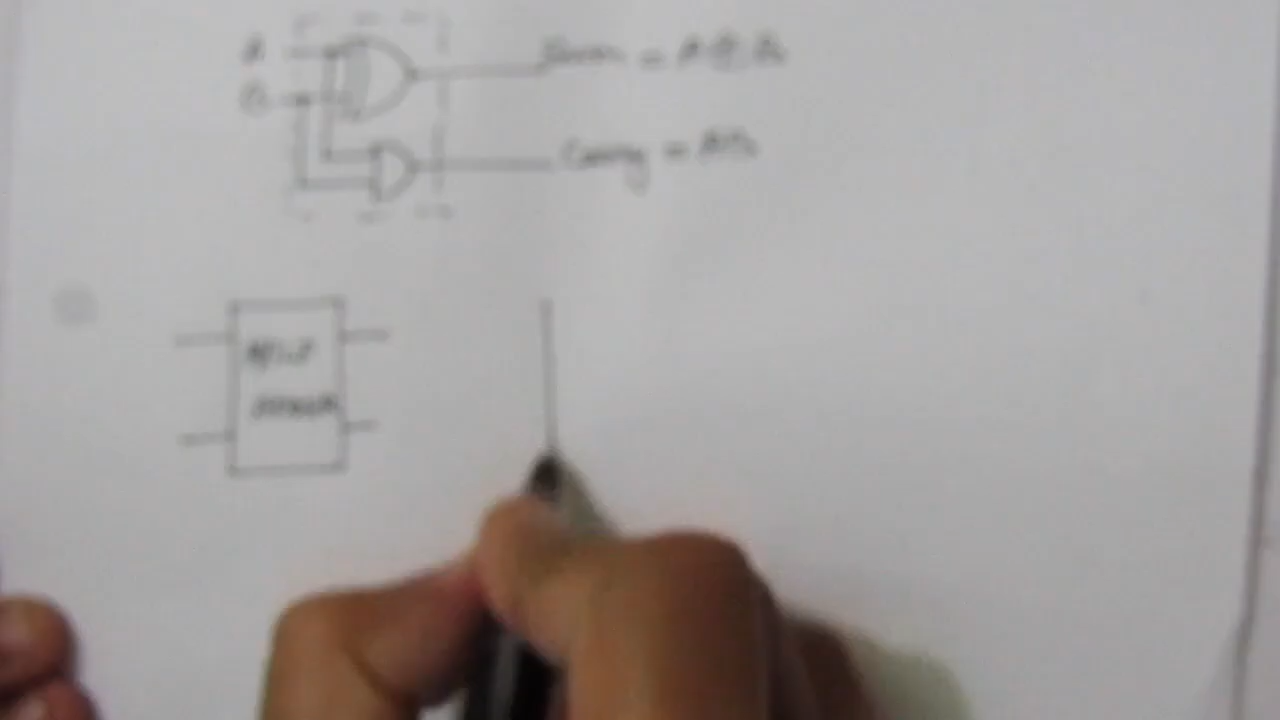 A
B
Sum = A ⊕ B
Carry = AB
HALF
ADDER